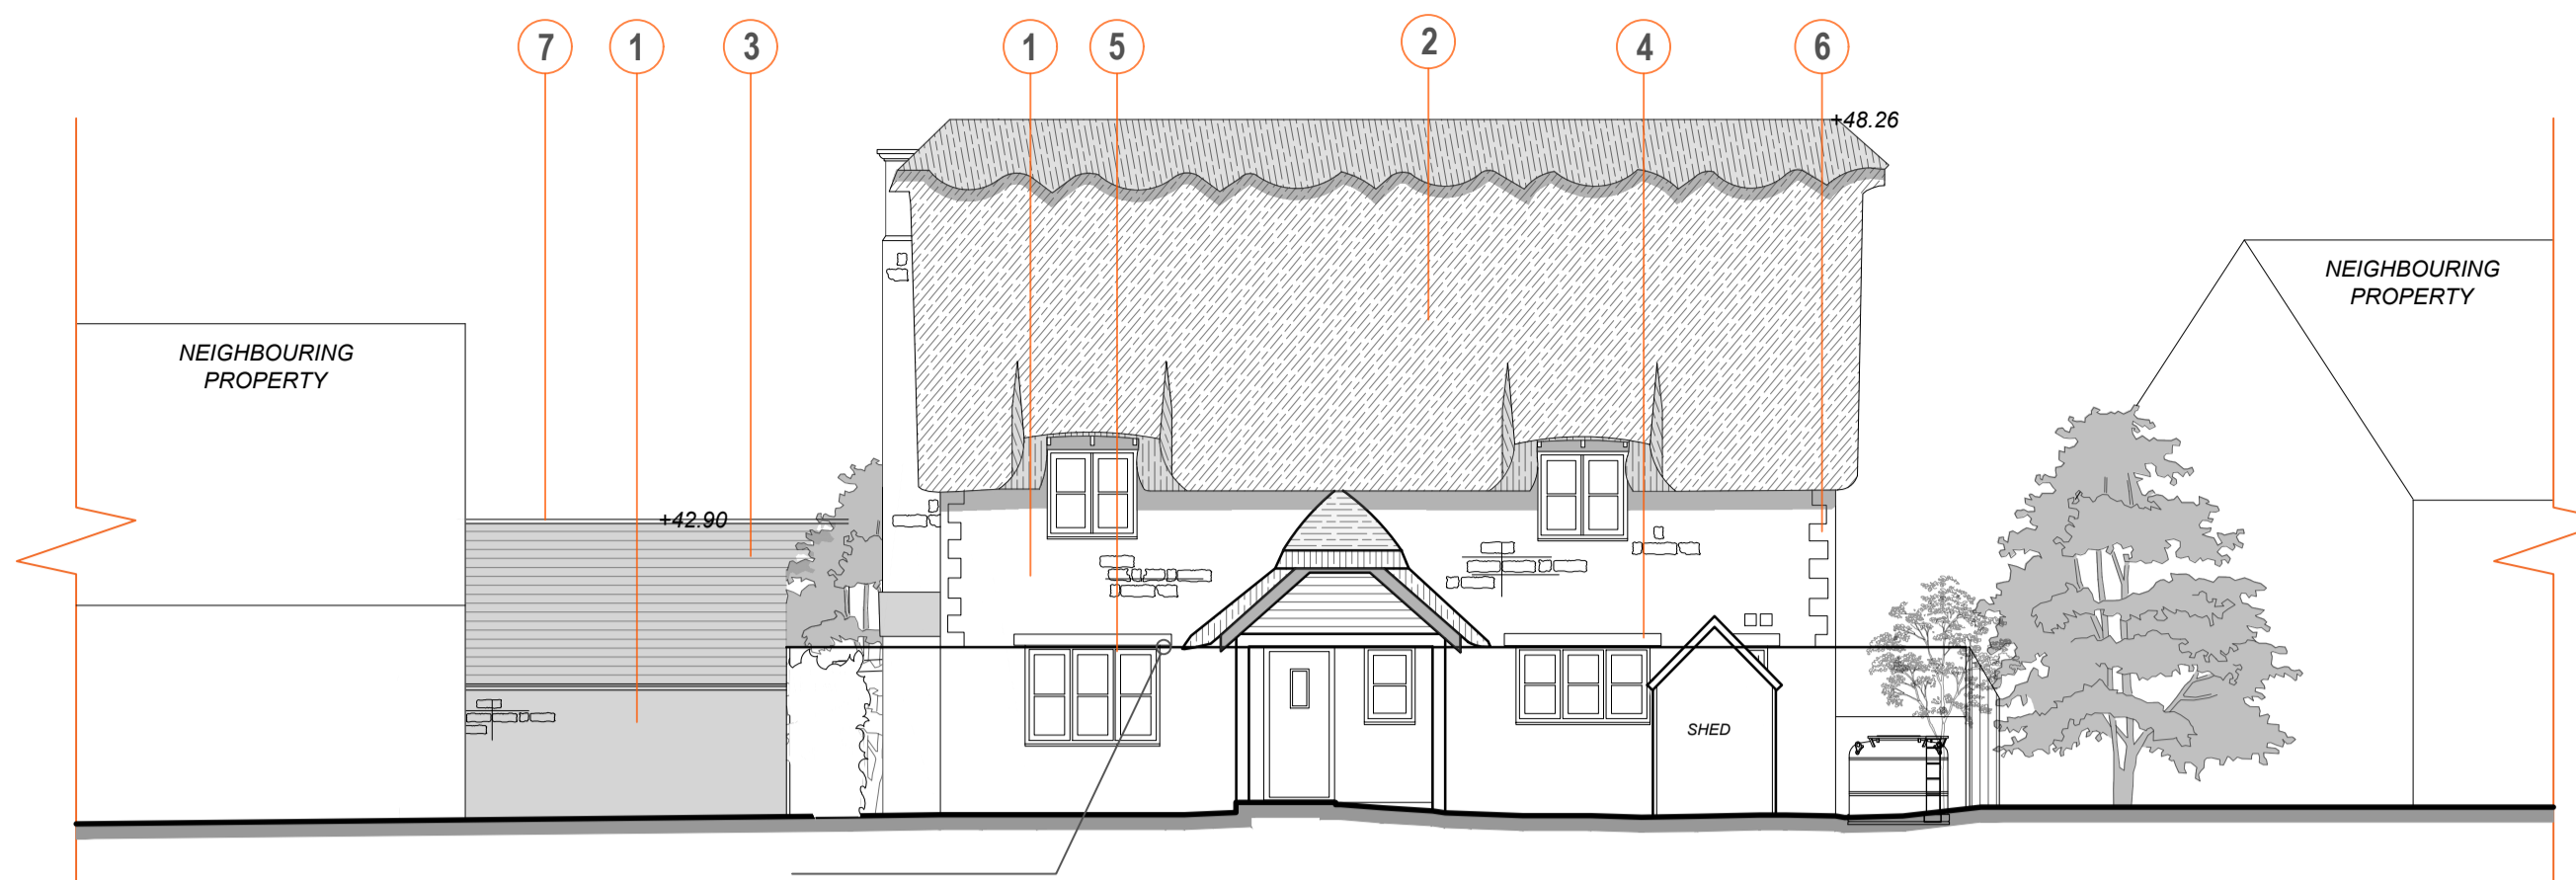 7 1 3 1 5 2 4 6
+48.26
NEIGHBOURING
PROPERTY
NEIGHBOURING
PROPERTY
+42.90
SHED